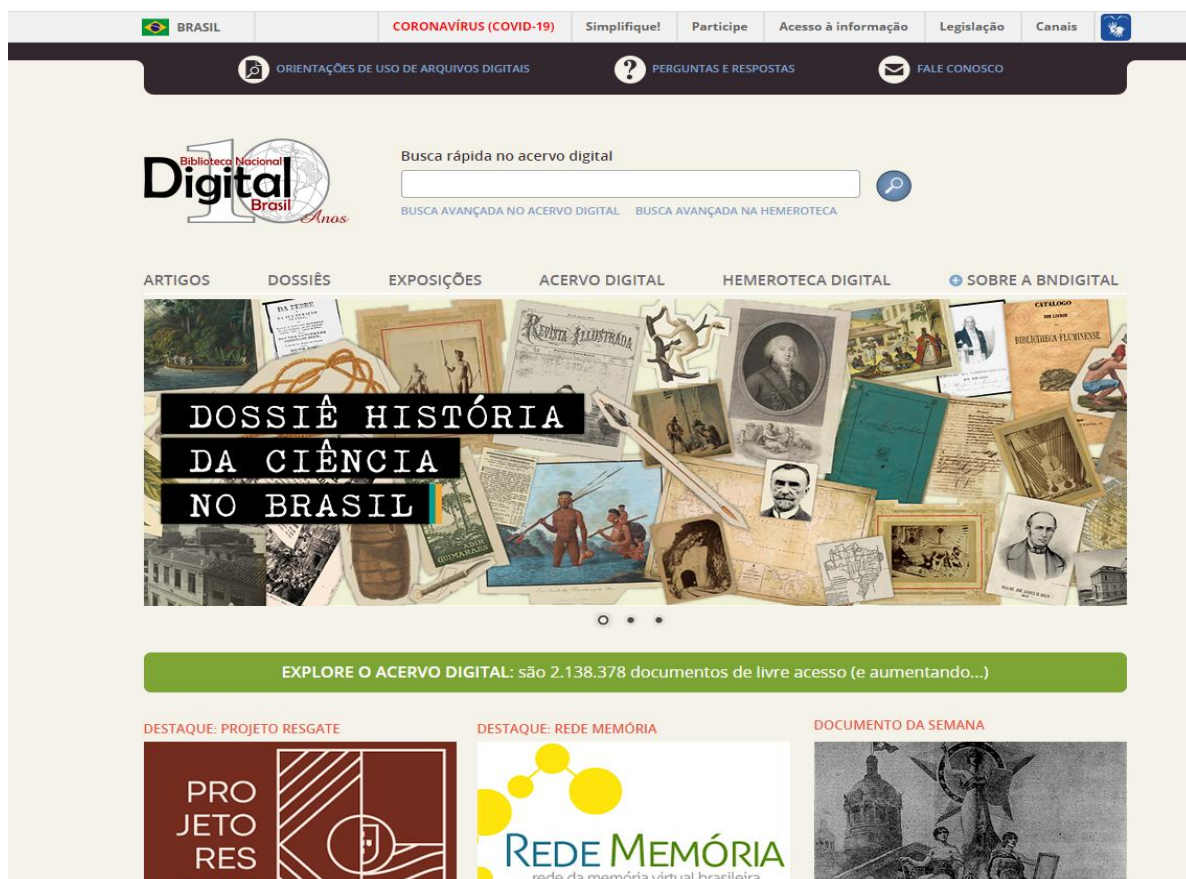 BRASIL
CORONAVÍRUS (COVID-19)
Simplifique!
Participe
Acesso à informação
Legislação
Canais
ORIENTAÇÕES DE USO DE ARQUIVOS DIGITAIS
PERGUNTAS E RESPOSTAS
FALE CONOSCO
10
Biblioteca Nacional
Digital
Brasil
Anos
Busca rápida no acervo digital
BUSCA AVANÇADA NO ACERVO DIGITAL
BUSCA AVANÇADA NA HEMEROTECA
ARTIGOS
DOSSIÊS
EXPOSIÇÕES
ACERVO DIGITAL
HEMEROTECA DIGITAL
SOBRE A BNDIGITAL
REVISTA ILLUSTRADA
CATALOGO
DOS LIVROS
BIBLIOTHECA FLUMINENSE
DOSSIÊ HISTÓRIA
DA CIÊNCIA
NO BRASIL
GUIMARAES
EXPLORE O ACERVO DIGITAL: são 2.138.378 documentos de livre acesso (e aumentando...)
DESTAQUE: PROJETO RESGATE
DESTAQUE: REDE MEMÓRIA
DOCUMENTO DA SEMANA
PRO
JETO
RES
REDE MEMÓRIA
rede da memória virtual brasileira